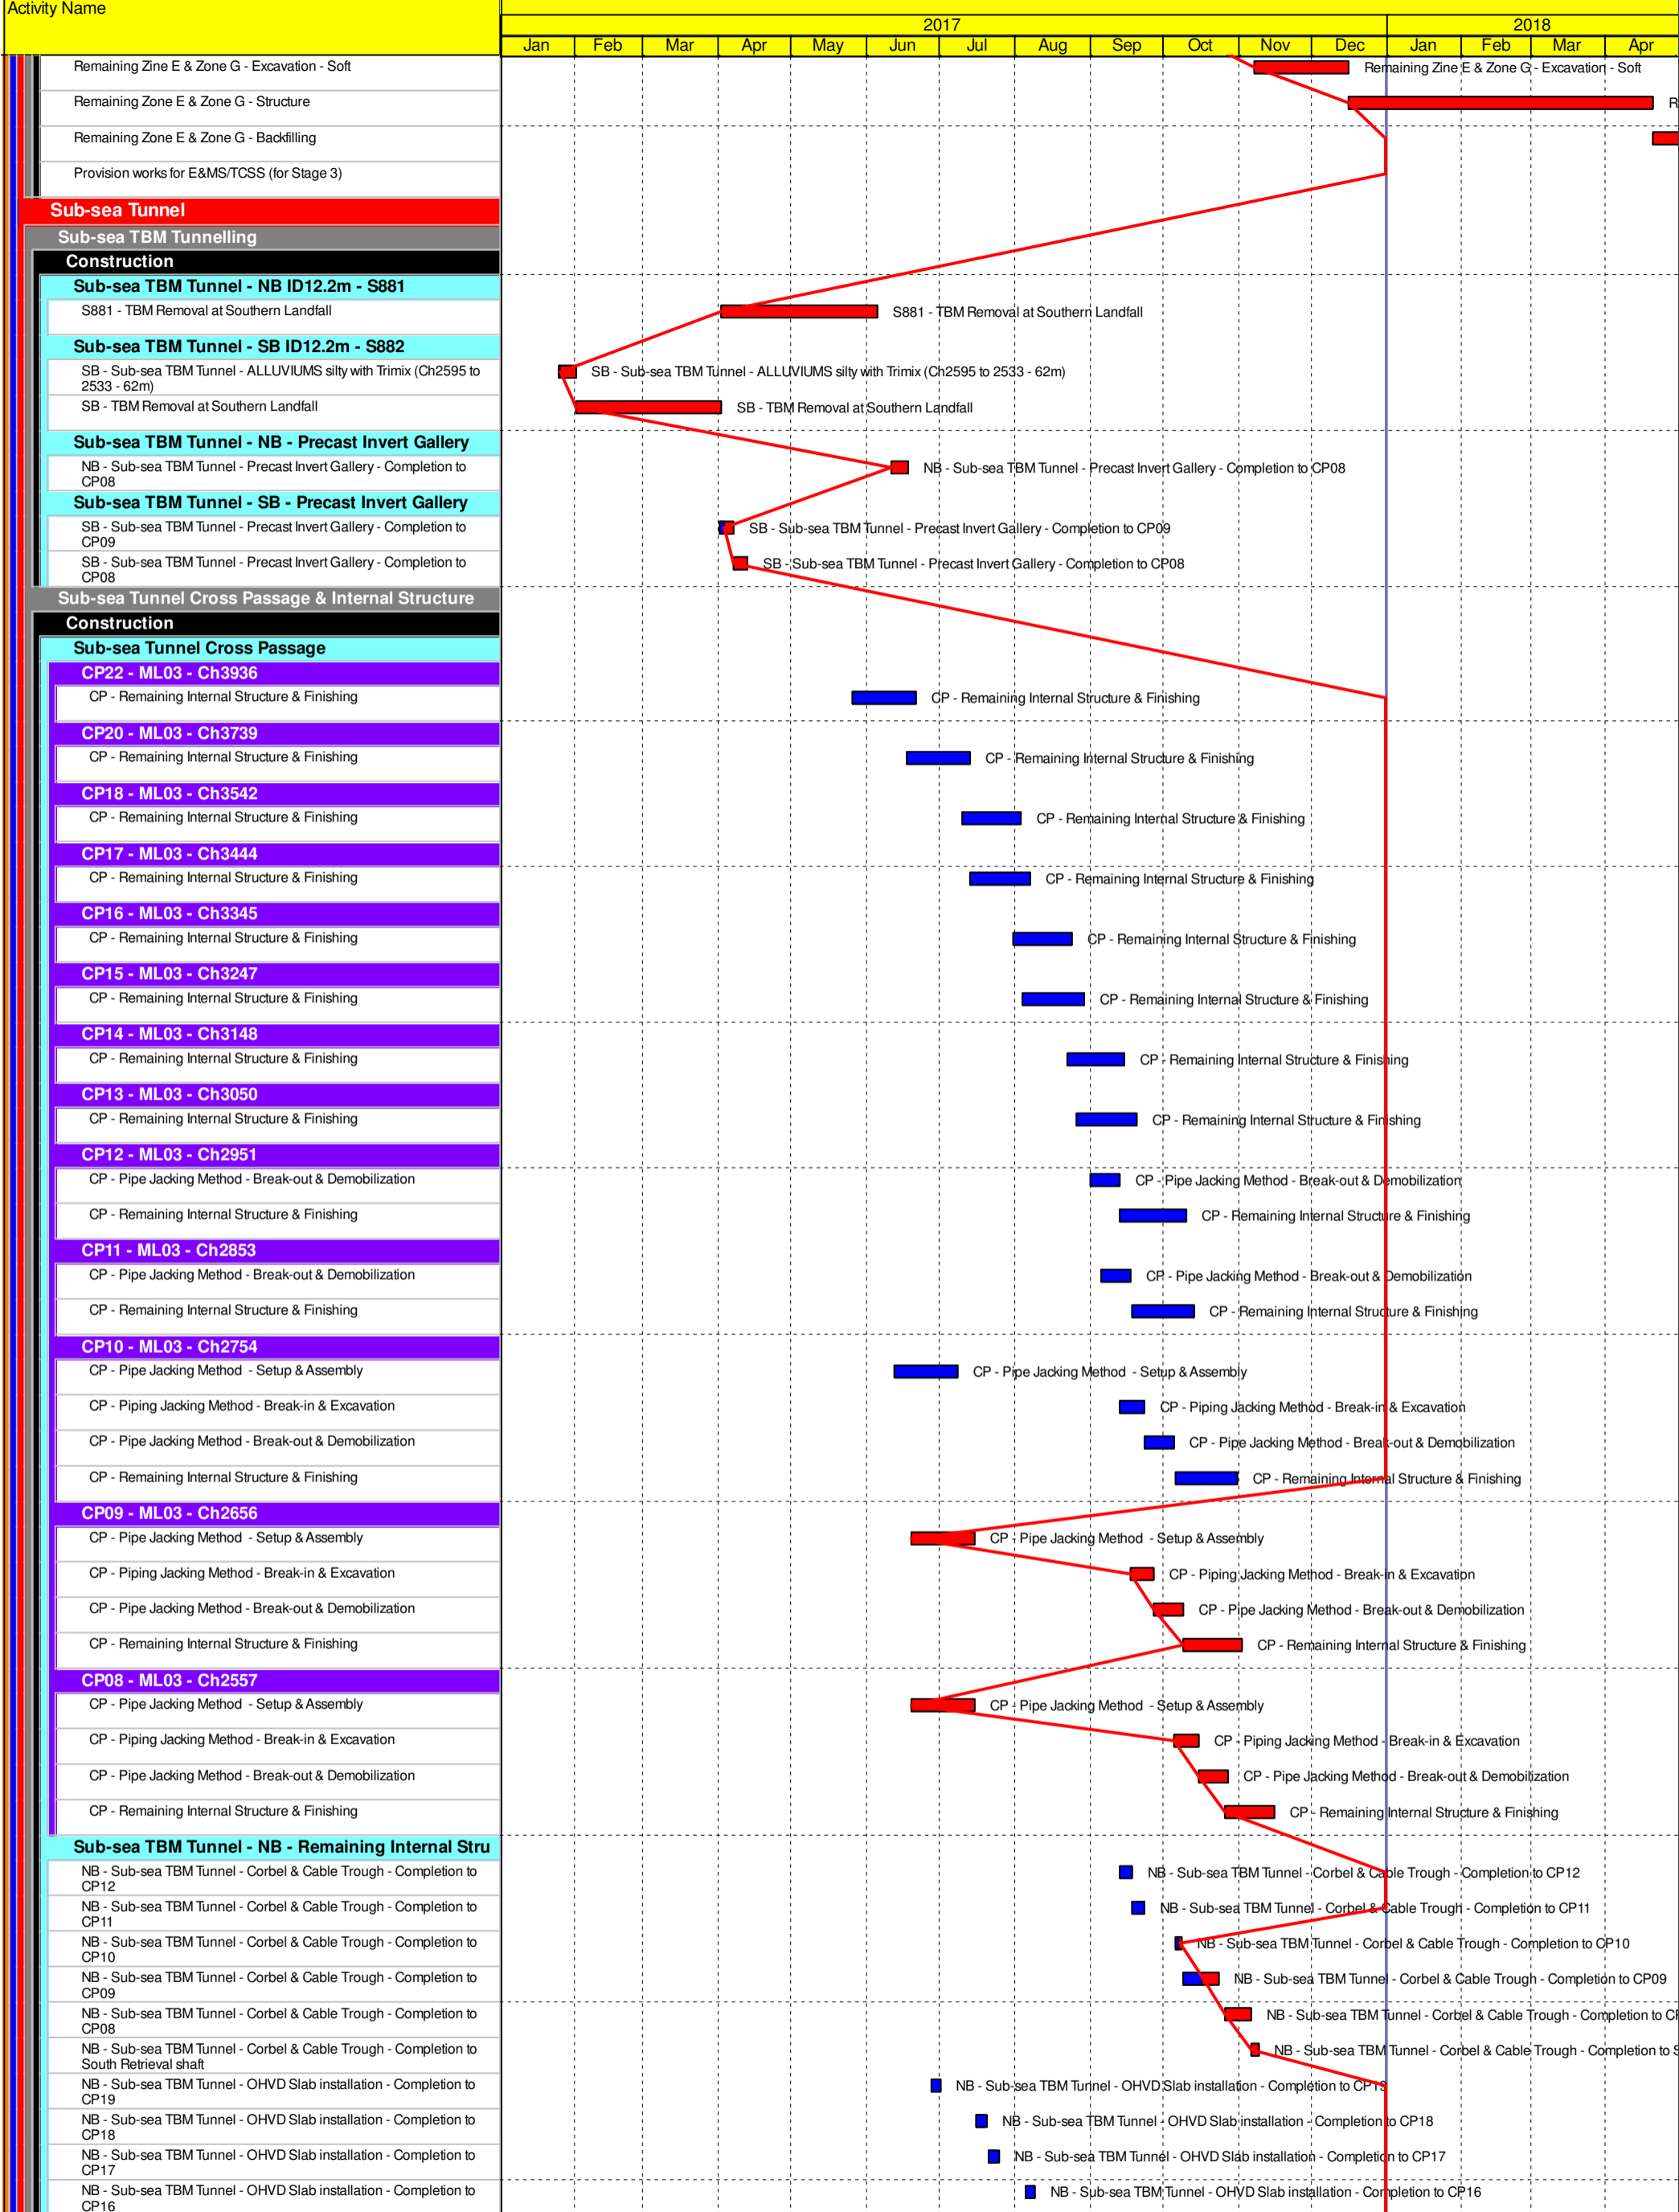 Activity Name
2017 2018
Jan Feb Mar Apr May Jun Jul Aug Sep Oct Nov Dec Jan Feb Mar Apr
Remaining Zine E & Zone G - Excavation - Soft Remaining Zine E & Zone G - Excavation - Soft
Remaining Zone E & Zone G - Structure R
Remaining Zone E & Zone G - Backfilling
Provision works for E&MS/TCSS (for Stage 3)
Sub-sea Tunnel
Sub-sea TBM Tunnelling
Construction
Sub-sea TBM Tunnel - NB ID12.2m - S881
S881 - TBM Removal at Southern Landfall S881 - TBM Removal at Southern Landfall
Sub-sea TBM Tunnel - SB ID12.2m - S882
SB - Sub-sea TBM Tunnel - ALLUVIUMS silty with Trimix (Ch2595 to SB - Sub-sea TBM Tunnel - ALLUVIUMS silty with Trimix (Ch2595 to 2533 - 62m)
2533 - 62m)
SB - TBM Removal at Southern Landfall SB - TBM Removal at Southern Landfall
Sub-sea TBM Tunnel - NB - Precast Invert Gallery
NB - Sub-sea TBM Tunnel - Precast Invert Gallery - Completion to NB - Sub-sea TBM Tunnel - Precast Invert Gallery - Completion to CP08
CP08
Sub-sea TBM Tunnel - SB - Precast Invert Gallery
SB - Sub-sea TBM Tunnel - Precast Invert Gallery - Completion to SB - Sub-sea TBM Tunnel - Precast Invert Gallery - Completion to CP09
CP09
SB - Sub-sea TBM Tunnel - Precast Invert Gallery - Completion to SB - Sub-sea TBM Tunnel - Precast Invert Gallery - Completion to CP08
CP08
Sub-sea Tunnel Cross Passage & Internal Structure
Construction
Sub-sea Tunnel Cross Passage
CP22 - ML03 - Ch3936
CP - Remaining Internal Structure & Finishing CP - Remaining Internal Structure & Finishing
CP20 - ML03 - Ch3739
CP - Remaining Internal Structure & Finishing CP - Remaining Internal Structure & Finishing
CP18 - ML03 - Ch3542
CP - Remaining Internal Structure & Finishing CP - Remaining Internal Structure & Finishing
CP17 - ML03 - Ch3444
CP - Remaining Internal Structure & Finishing CP - Remaining Internal Structure & Finishing
CP16 - ML03 - Ch3345
CP - Remaining Internal Structure & Finishing CP - Remaining Internal Structure & Finishing
CP15 - ML03 - Ch3247
CP - Remaining Internal Structure & Finishing CP - Remaining Internal Structure & Finishing
CP14 - ML03 - Ch3148
CP - Remaining Internal Structure & Finishing CP - Remaining Internal Structure & Finishing
CP13 - ML03 - Ch3050
CP - Remaining Internal Structure & Finishing CP - Remaining Internal Structure & Finishing
CP12 - ML03 - Ch2951
CP - Pipe Jacking Method - Break-out & Demobilization CP - Pipe Jacking Method - Break-out & Demobilization
CP - Remaining Internal Structure & Finishing CP - Remaining Internal Structure & Finishing
CP11 - ML03 - Ch2853
CP - Pipe Jacking Method - Break-out & Demobilization CP - Pipe Jacking Method - Break-out & Demobilization
CP - Remaining Internal Structure & Finishing CP - Remaining Internal Structure & Finishing
CP10 - ML03 - Ch2754
CP - Pipe Jacking Method - Setup & Assembly CP - Pipe Jacking Method - Setup & Assembly
CP - Piping Jacking Method - Break-in & Excavation CP - Piping Jacking Method - Break-in & Excavation
CP - Pipe Jacking Method - Break-out & Demobilization CP - Pipe Jacking Method - Break-out & Demobilization
CP - Remaining Internal Structure & Finishing CP - Remaining Internal Structure & Finishing
CP09 - ML03 - Ch2656
CP - Pipe Jacking Method - Setup & Assembly CP - Pipe Jacking Method - Setup & Assembly
CP - Piping Jacking Method - Break-in & Excavation CP - Piping Jacking Method - Break-in & Excavation
CP - Pipe Jacking Method - Break-out & Demobilization CP - Pipe Jacking Method - Break-out & Demobilization
CP - Remaining Internal Structure & Finishing CP - Remaining Internal Structure & Finishing
CP08 - ML03 - Ch2557
CP - Pipe Jacking Method - Setup & Assembly CP - Pipe Jacking Method - Setup & Assembly
CP - Piping Jacking Method - Break-in & Excavation CP - Piping Jacking Method - Break-in & Excavation
CP - Pipe Jacking Method - Break-out & Demobilization CP - Pipe Jacking Method - Break-out & Demobilization
CP - Remaining Internal Structure & Finishing CP - Remaining Internal Structure & Finishing
Sub-sea TBM Tunnel - NB - Remaining Internal Stru
NB - Sub-sea TBM Tunnel - Corbel & Cable Trough - Completion to NB - Sub-sea TBM Tunnel - Corbel & Cable Trough - Completion to CP12
CP12
NB - Sub-sea TBM Tunnel - Corbel & Cable Trough - Completion to NB - Sub-sea TBM Tunnel - Corbel & Cable Trough - Completion to CP11
CP11
NB - Sub-sea TBM Tunnel - Corbel & Cable Trough - Completion to NB - Sub-sea TBM Tunnel - Corbel & Cable Trough - Completion to CP10
CP10
NB - Sub-sea TBM Tunnel - Corbel & Cable Trough - Completion to NB - Sub-sea TBM Tunnel - Corbel & Cable Trough - Completion to CP09
CP09
NB - Sub-sea TBM Tunnel - Corbel & Cable Trough - Completion to NB - Sub-sea TBM Tunnel - Corbel & Cable Trough - Completion to
CP08
NB - Sub-sea TBM Tunnel - Corbel & Cable Trough - Completion to NB - Sub-sea TBM Tunnel - Corbel & Cable Trough - Completion to
South Retrieval shaft
NB - Sub-sea TBM Tunnel - OHVD Slab installation - Completion to NB - Sub-sea TBM Tunnel - OHVD Slab installation - Completion to CP19
CP19
NB - Sub-sea TBM Tunnel - OHVD Slab installation - Completion to NB - Sub-sea TBM Tunnel - OHVD Slab installation - Completion to CP18
CP18
NB - Sub-sea TBM Tunnel - OHVD Slab installation - Completion to NB - Sub-sea TBM Tunnel - OHVD Slab installation - Completion to CP17
CP17
NB - Sub-sea TBM Tunnel - OHVD Slab installation - Completion to NB - Sub-sea TBM Tunnel - OHVD Slab installation - Completion to CP16
CP16